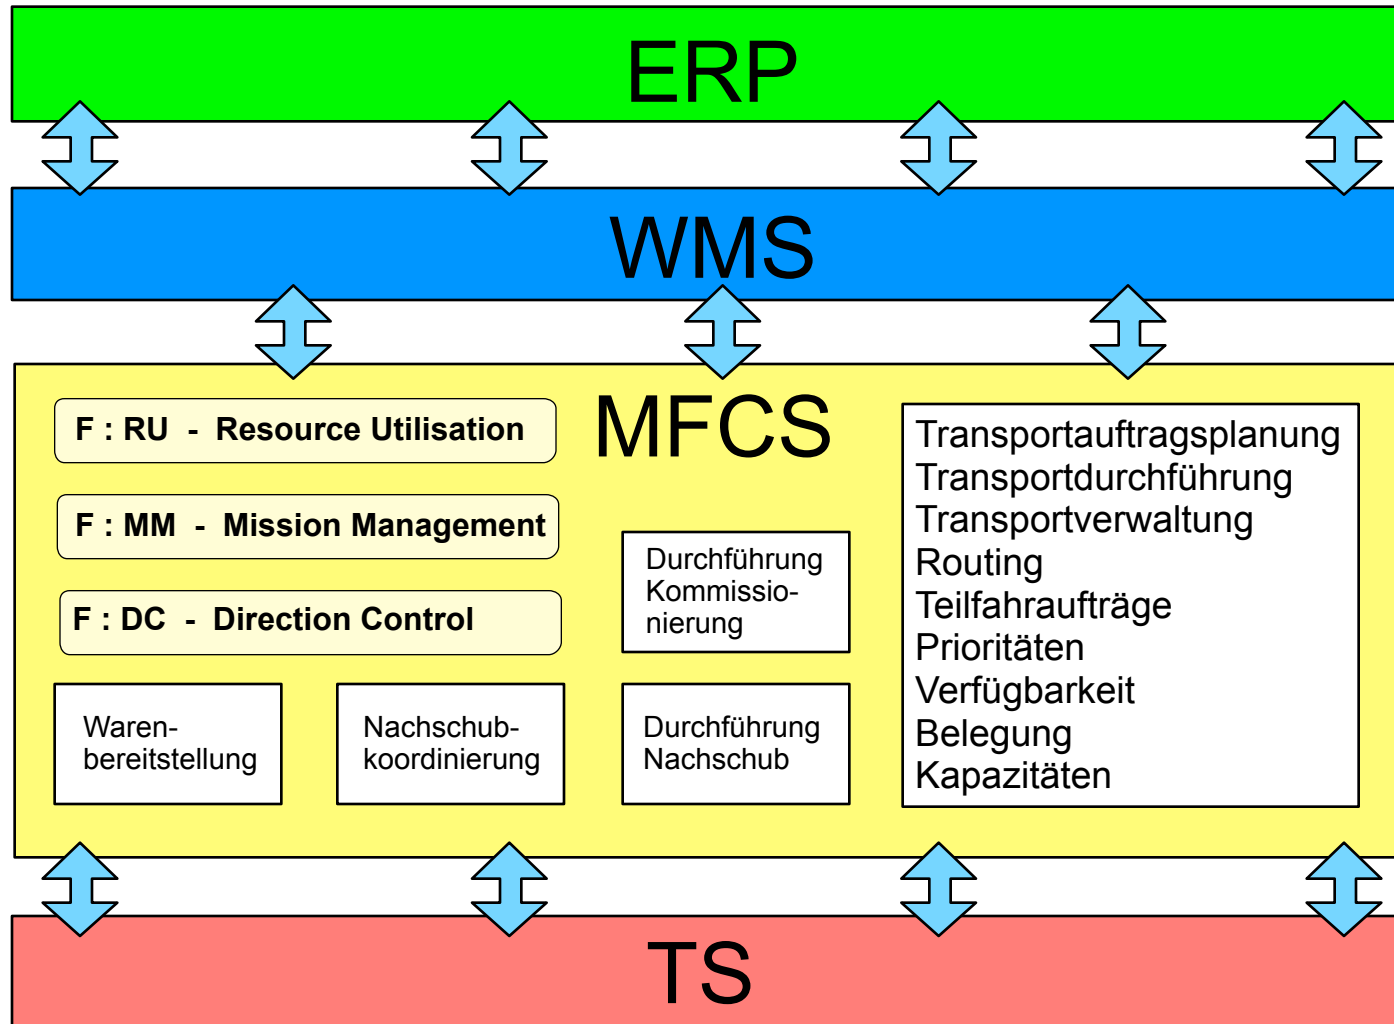 ERP
WMS
MFCS
F : RU - Resource Utilisation
F : MM - Mission Management
F : DC - Direction Control
Durchführung
Kommissio-
nierung
Waren-
bereitstellung
Nachschub-
koordinierung
Durchführung
Nachschub
Transportauftragsplanung
Transportdurchführung
Transportverwaltung
Routing
Teilfahraufträge
Prioritäten
Verfügbarkeit
Belegung
Kapazitäten
TS